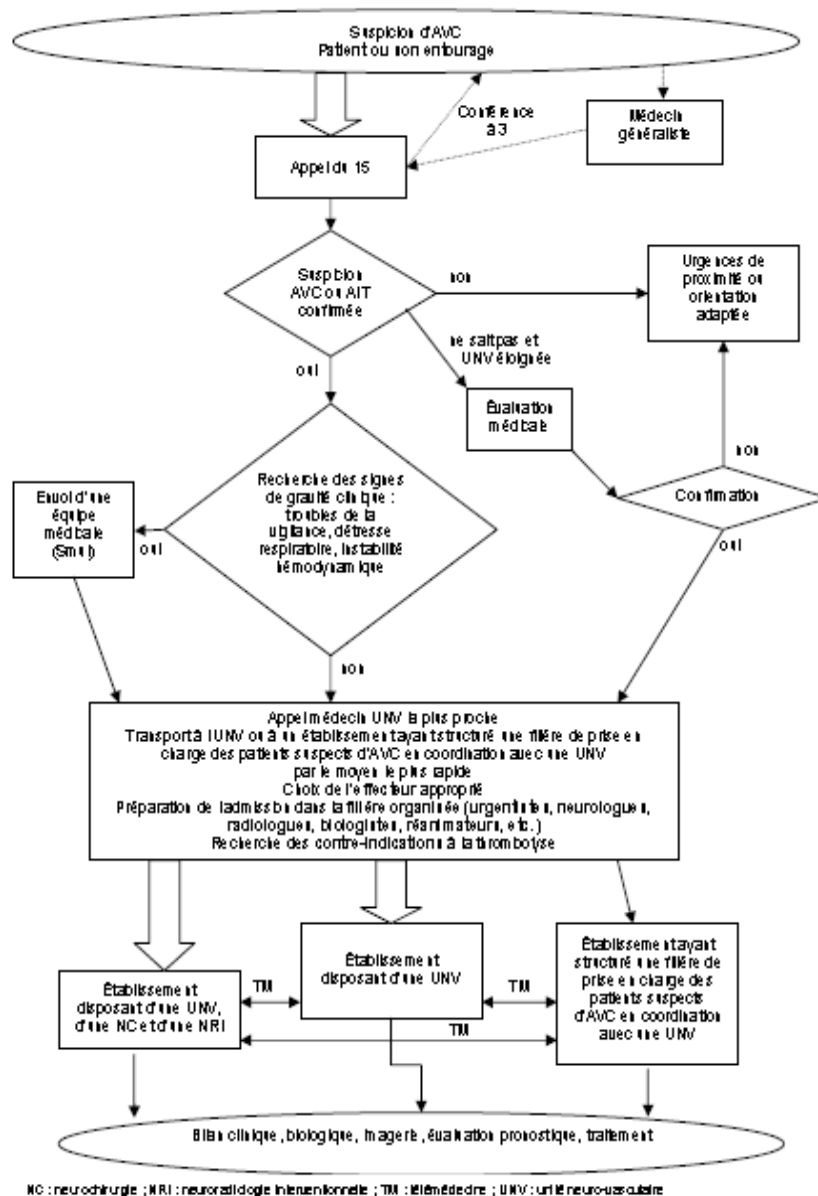 Suspicion d'AVC
Patient ou non entourage
Conférence
à 3
Médecin
généraliste
Appel du 15
Suspicion
AVC ou AIT
confirmée
non
Urgences de
proximité ou
orientation
adaptée
ne sait pas et
UNV éloignée
oui
Évaluation
médicale
non
Recherche des signes
de gravité clinique :
troubles de la
vigilance, détresse
respiratoire, instabilité
hémodynamique
Confirmation
Envoi d'une
équipe
médicale
(Smur)
oui
oui
non
Appel médecin UNV la plus proche
Transport à l'UNV ou à un établissement ayant structuré une filière de prise en
charge des patients suspects d'AVC en coordination avec une UNV
par le moyen le plus rapide
Choix de l'effecteur approprié
Préparation de l'admission dans la filière organisée (urgentinten, neurologuen,
radiologuen, biologinten, réanimateurn, etc.)
Recherche des contre-indication à la thrombolyse
Établissement
disposant d'une UNV,
d'une NC et d'une NRI
TM
Établissement
disposant d'une UNV
TM
Établissement ayant
structuré une filière de
prise en charge des
patients suspects
d'AVC en coordination
avec une UNV
TM
Bilan clinique, biologique, imagerie, évaluation pronostique, traitement
NC : neurochirurgie ; NRI : neuroradiologie interventionnelle ; TM : télémédecine ; UNV : unité neuro-vasculaire